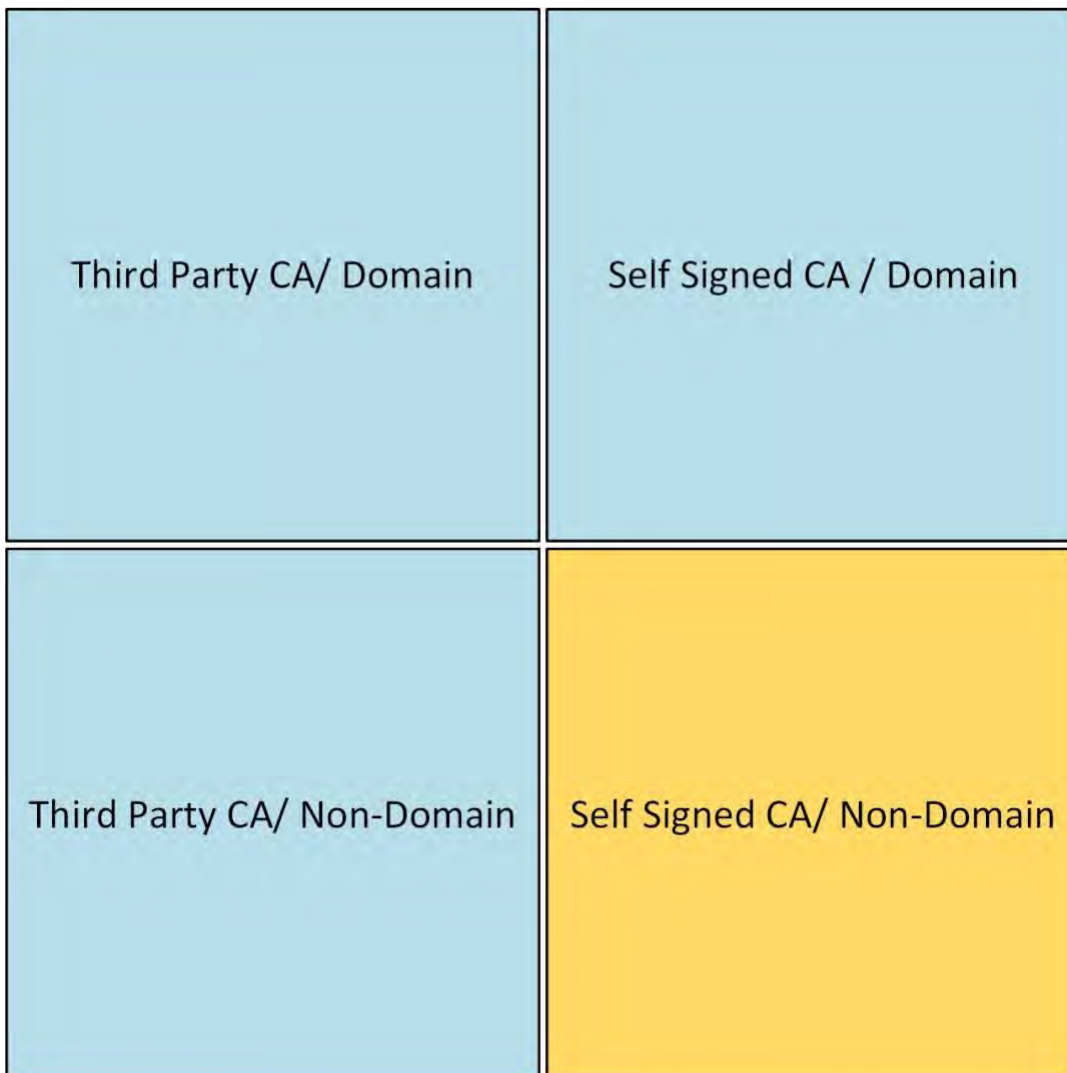 Third Party CA/ Domain
Self Signed CA / Domain
Third Party CA/ Non-Domain
Self Signed CA/ Non-Domain